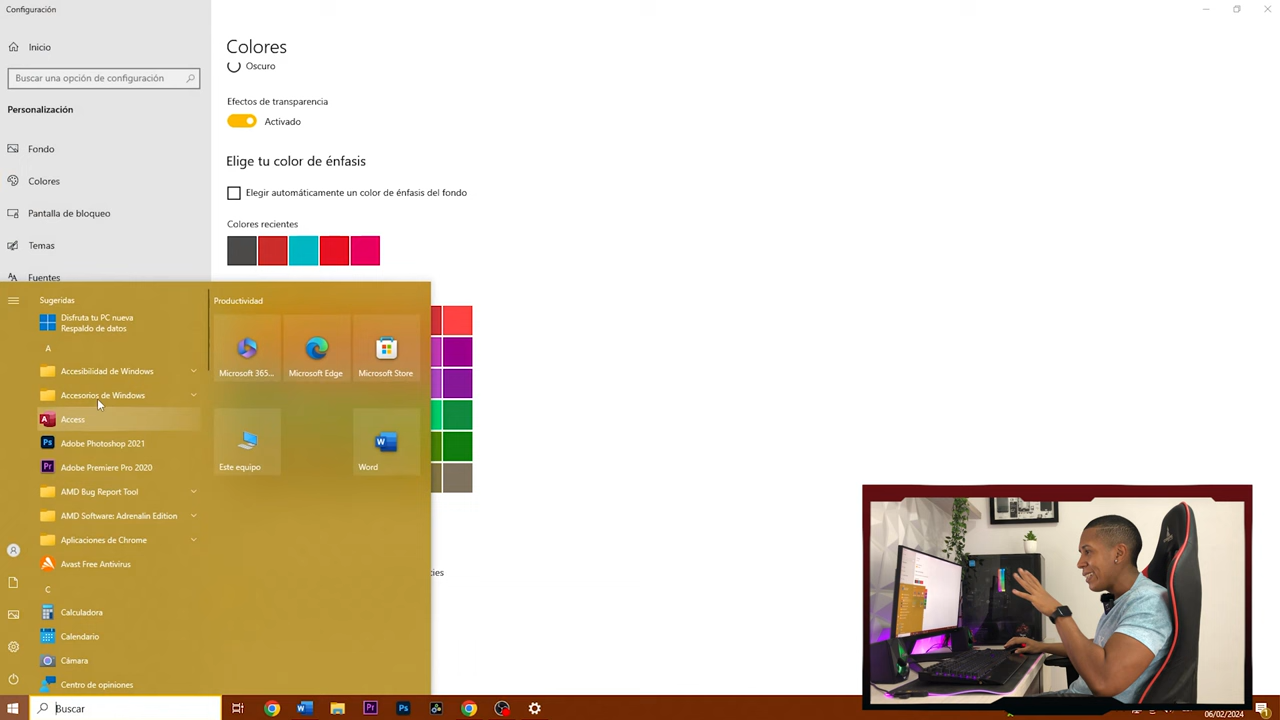 Configuración
Inicio
Buscar una opción de configuración
Personalización
Fondo
Colores
Pantalla de bloqueo
Temas
Fuentes
Colores
Oscuro
Efectos de transparencia
Activado
Elige tu color de énfasis
Elegir automáticamente un color de énfasis del fondo
Colores recientes
Sugeridas
Disfruta tu PC nueva
Respaldo de datos
A
Accesibilidad de Windows
Accesorios de Windows
Access
Adobe Photoshop 2021
Adobe Premiere Pro 2020
AMD Bug Report Tool
AMD Software: Adrenalin Edition
Aplicaciones de Chrome
Avast Free Antivirus
C
Calculadora
Calendario
Cámara
Centro de opiniones
Productividad
Microsoft 365...
Microsoft Edge
Microsoft Store
Este equipo
Word
Buscar
06/02/2024